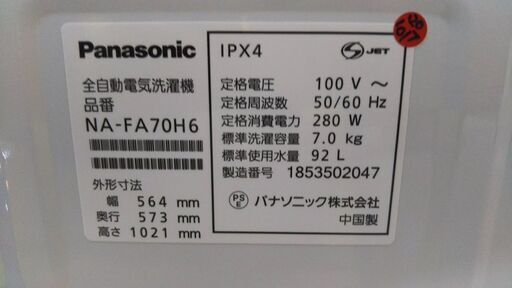 Panasonic
全自動電気洗濯機
品番
NA-FA70H6
外形寸法
幅 564 mm
奥行 573 mm
高さ 1021 mm
IPX4
S JET
定格電圧 100 V ～
定格周波数 50/60 Hz
定格消費電力 280 W
標準洗濯容量 7.0 kg
標準使用水量 92 L
製造番号 1853502047
PS E パナソニック株式会社
中国製